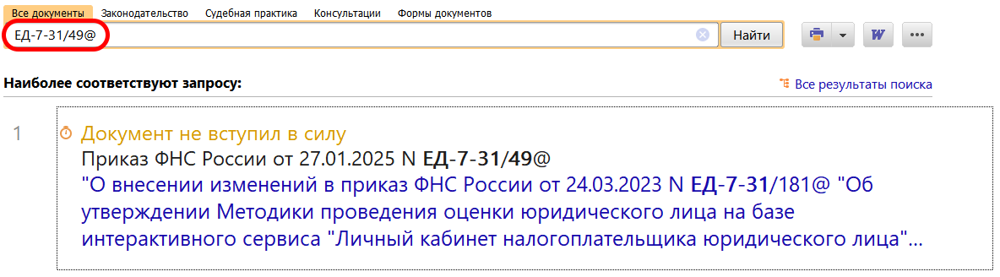 Все документы Законодательство Судебная практика Консультации Формы документов
ЕД-7-31/49@ Найти W
Наиболее соответствуют запросу: Все результаты поиска
1 Документ не вступил в силу
Приказ ФНС России от 27.01.2025 N ЕД-7-31/49@
"О внесении изменений в приказ ФНС России от 24.03.2023 N ЕД-7-31/181@ "Об
утверждении Методики проведения оценки юридического лица на базе
интерактивного сервиса "Личный кабинет налогоплательщика юридического лица"...